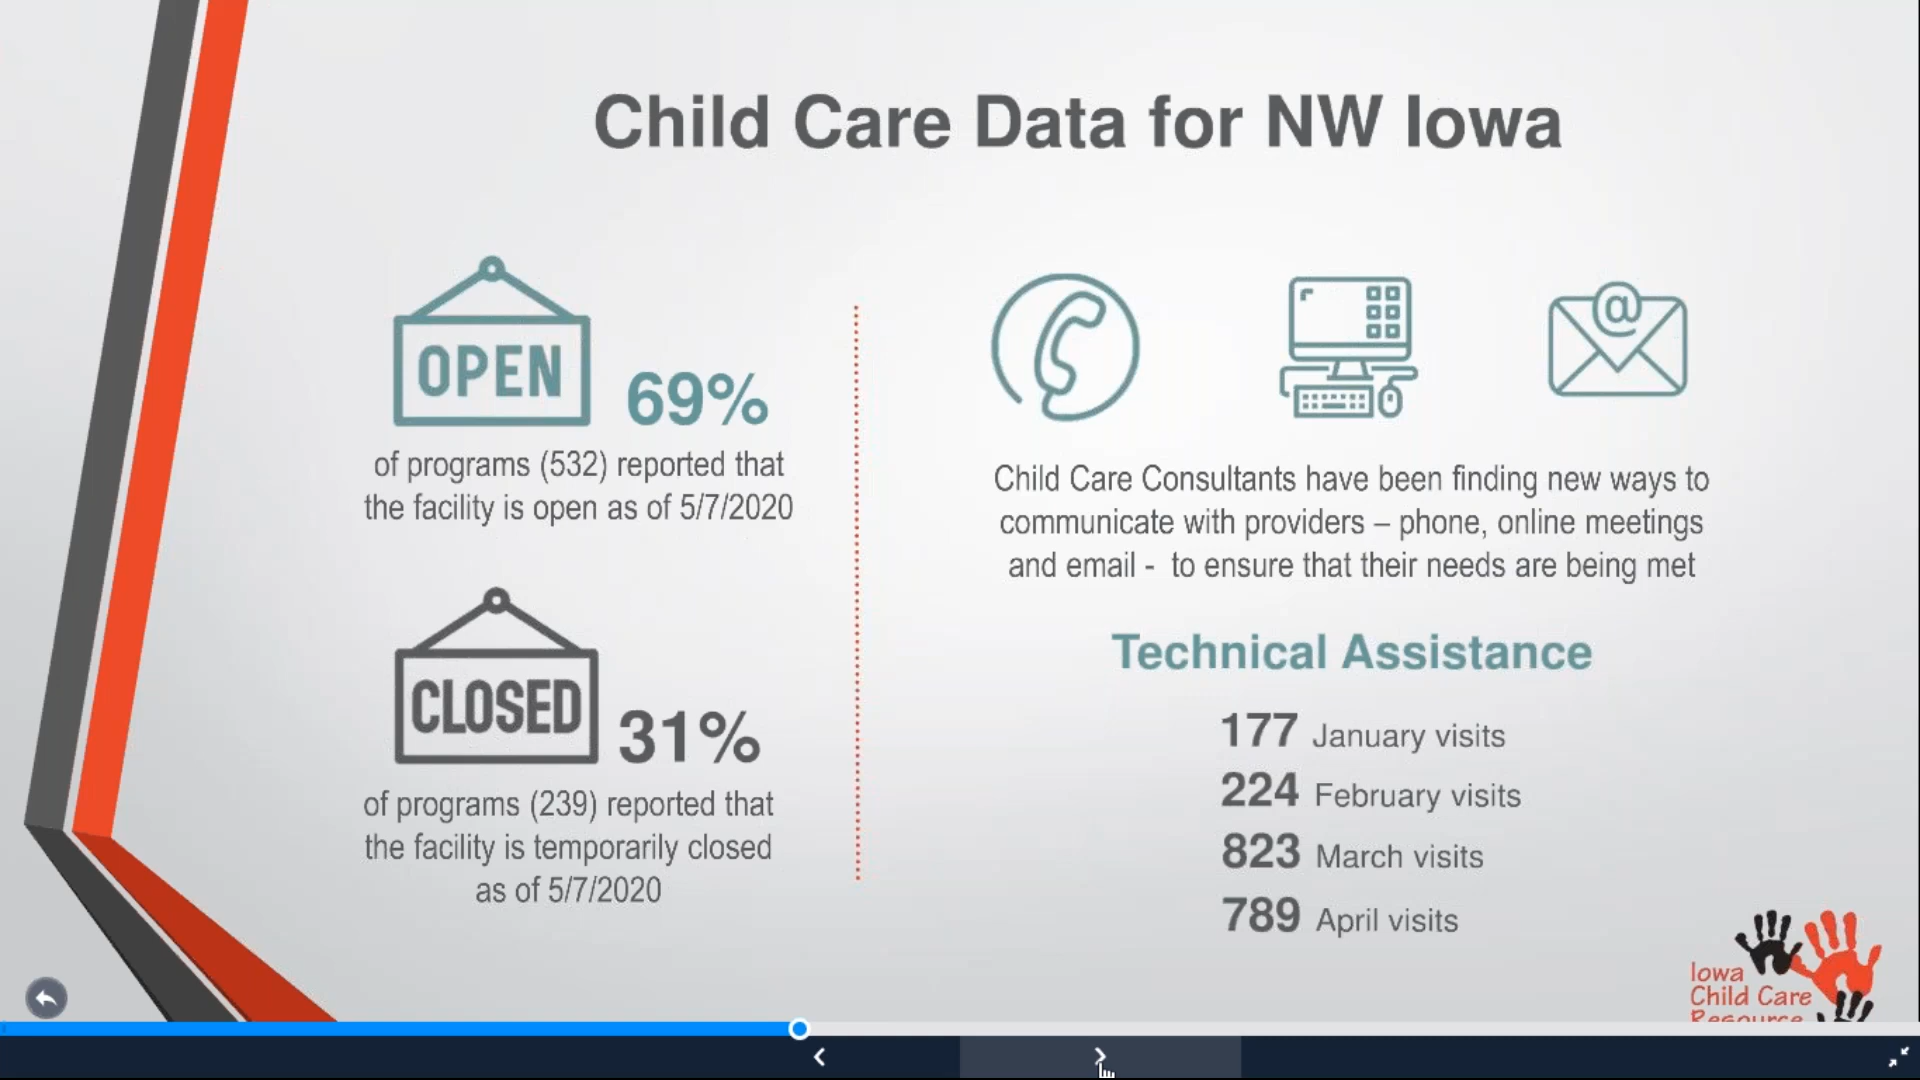 Child Care Data for NW Iowa
OPEN
69%
of programs (532) reported that
the facility is open as of 5/7/2020
CLOSED
31%
of programs (239) reported that
the facility is temporarily closed
as of 5/7/2020
@
Child Care Consultants have been finding new ways to
communicate with providers – phone, online meetings
and email -  to ensure that their needs are being met
Technical Assistance
177 January visits
224 February visits
823 March visits
789 April visits
Iowa
Child Care
Resource